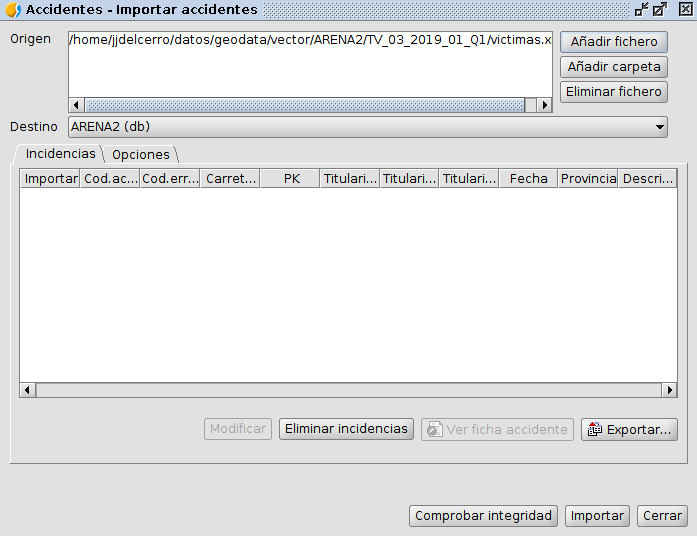 Accidentes - Importar accidentes
Origen
/home/jjdelcerro/datos/geodata/vector/ARENA2/TV_03_2019_01_Q1/victimas.x
Añadir fichero
Añadir carpeta
Eliminar fichero
Destino
ARENA2 (db)
Incidencias
Opciones
Importar Cod.ac... Cod.err... Carret... PK Titulari... Titulari... Titulari... Fecha Provincia Descri...
Modificar
Eliminar incidencias
Ver ficha accidente
Exportar...
Comprobar integridad
Importar
Cerrar